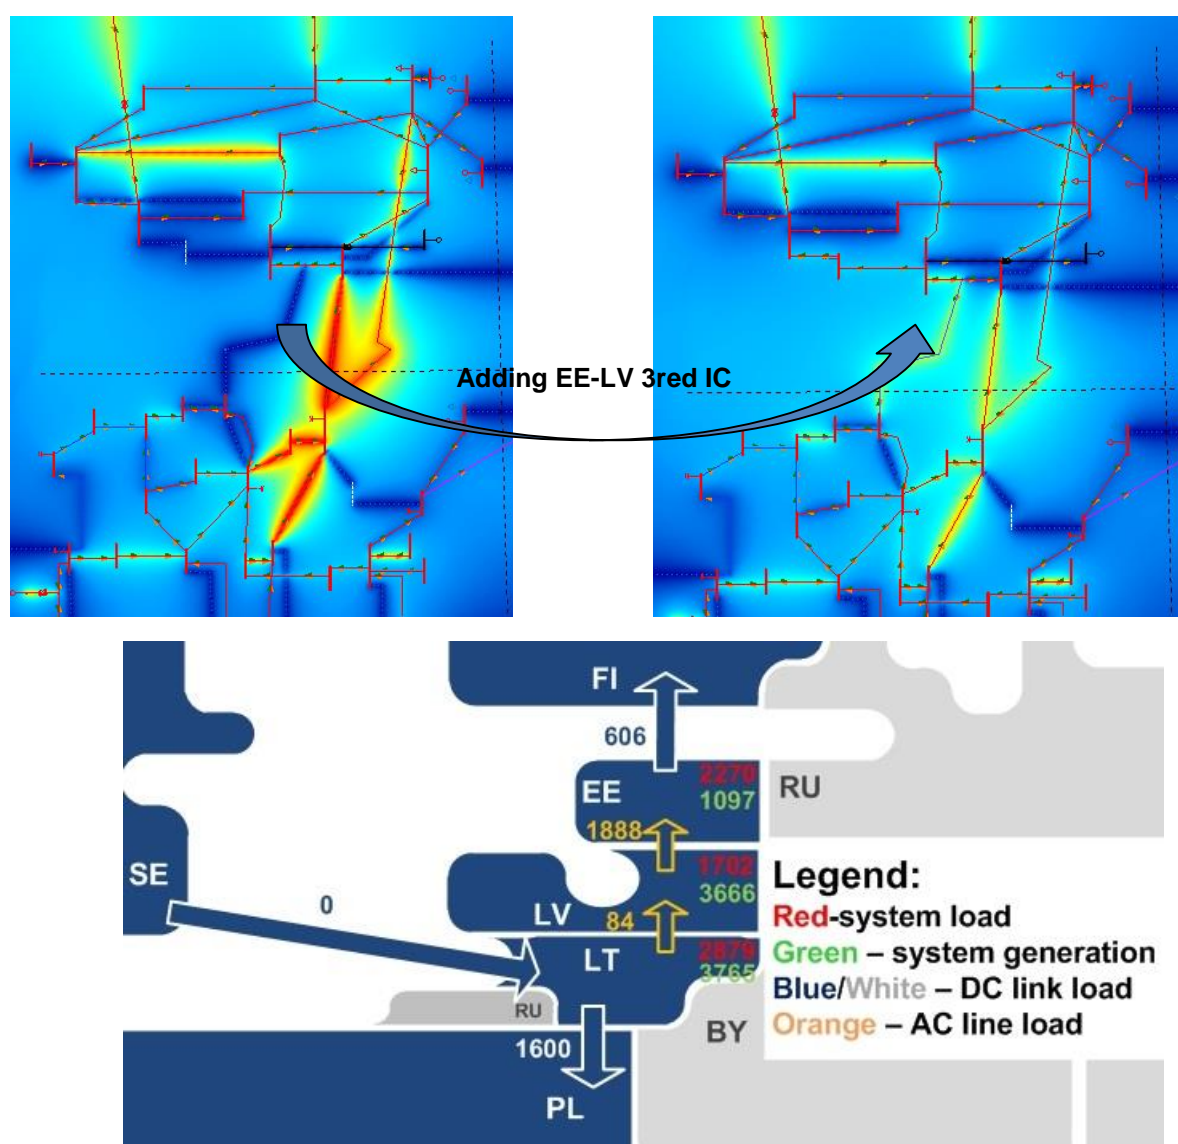 Adding EE-LV 3red IC
FI
606
2270
EE
1097
RU
1888
SE
1702
Legend:
0
3666
LV
84
Red-system load
LT
2879
Green – system generation
3765
Blue/White – DC link load
RU
Orange – AC line load
BY
1600
PL